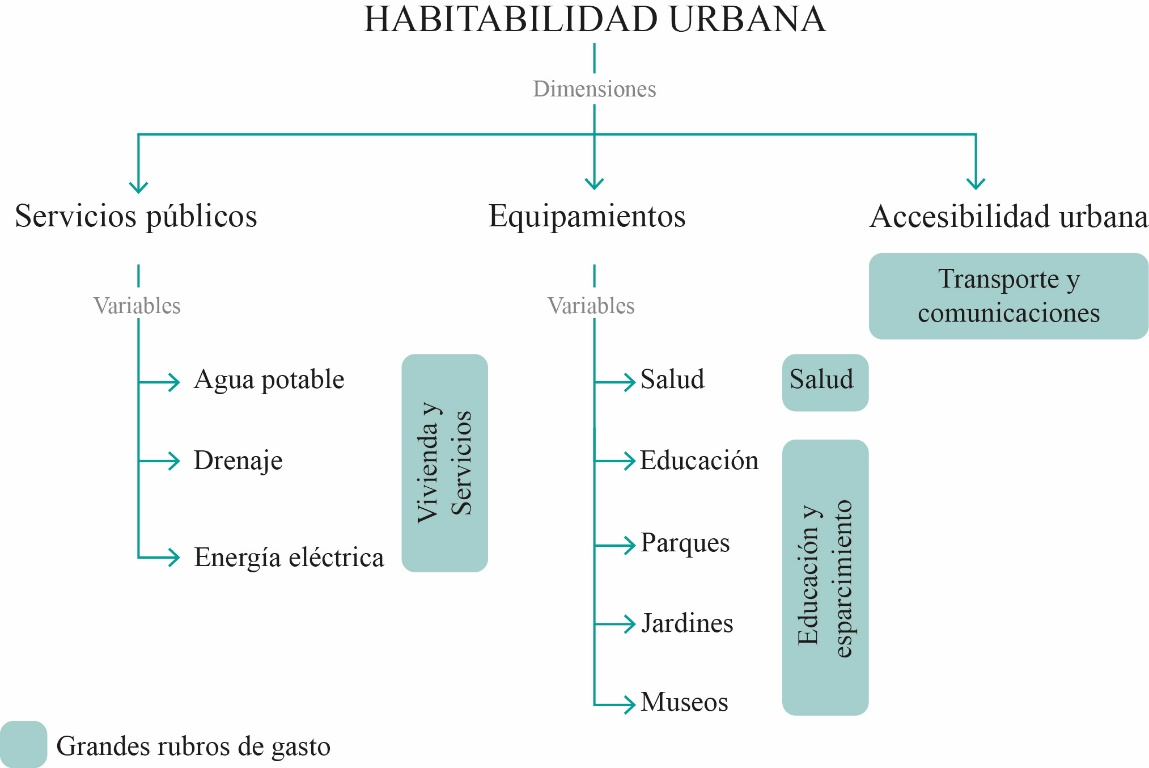 HABITABILIDAD URBANA
Dimensiones
Servicios públicos
Variables
Agua potable
Drenaje
Energía eléctrica
Vivienda y
Servicios
Equipamientos
Variables
Salud
Educación
Parques
Jardines
Museos
Salud
Educación y
esparcimiento
Accesibilidad urbana
Transporte y
comunicaciones
Grandes rubros de gasto